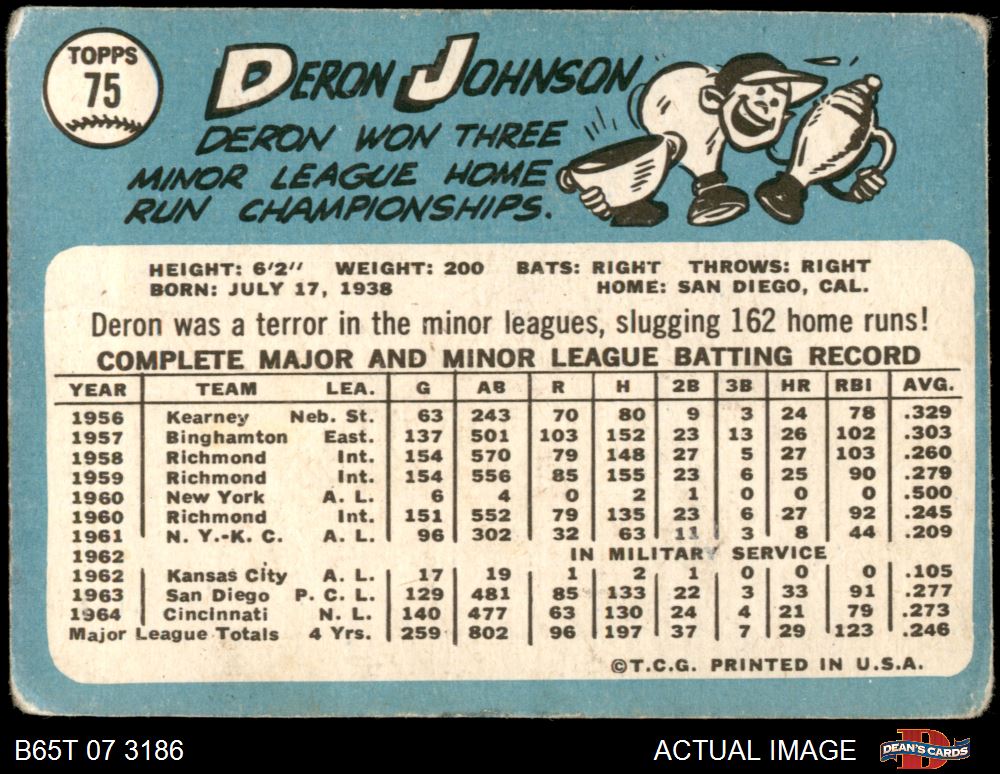 TOPPS
75
DERON JOHNSON
DERON WON THREE
MINOR LEAGUE HOME
RUN CHAMPIONSHIPS.
HEIGHT: 6'2" WEIGHT: 200 BATS: RIGHT THROWS: RIGHT
BORN: JULY 17, 1938 HOME: SAN DIEGO, CAL.
Deron was a terror in the minor leagues, slugging 162 home runs!
COMPLETE MAJOR AND MINOR LEAGUE BATTING RECORD
YEAR TEAM LEA. G AB R H 2B 3B HR RBI AVG.
1956 Kearney Neb. St. 63 243 70 80 9 3 24 78 .329
1957 Binghamton East. 137 501 103 152 23 13 26 102 .303
1958 Richmond Int. 154 570 79 148 27 5 27 103 .260
1959 Richmond Int. 154 556 85 155 23 6 25 90 .279
1960 New York A. L. 6 4 0 2 1 0 0 0 .500
1960 Richmond Int. 151 552 79 135 23 6 27 92 .245
1961 N. Y.-K. C. A. L. 96 302 32 63 11 3 8 44 .209
1962 IN MILITARY SERVICE
1962 Kansas City A. L. 17 19 1 2 1 0 0 0 .105
1963 San Diego P. C. L. 129 481 85 133 22 3 33 91 .277
1964 Cincinnati N. L. 140 477 63 130 24 4 21 79 .273
Major League Totals 4 Yrs. 259 802 96 197 37 7 29 123 .246
©T.C.G. PRINTED IN U.S.A.
B65T 07 3186 ACTUAL IMAGE DEAN'S CARDS